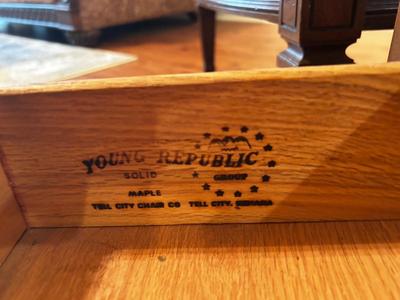 YOUNG REPUBLIC
SOLID GROUP
MAPLE
TELL CITY CHAIR CO TELL CITY, INDIANA